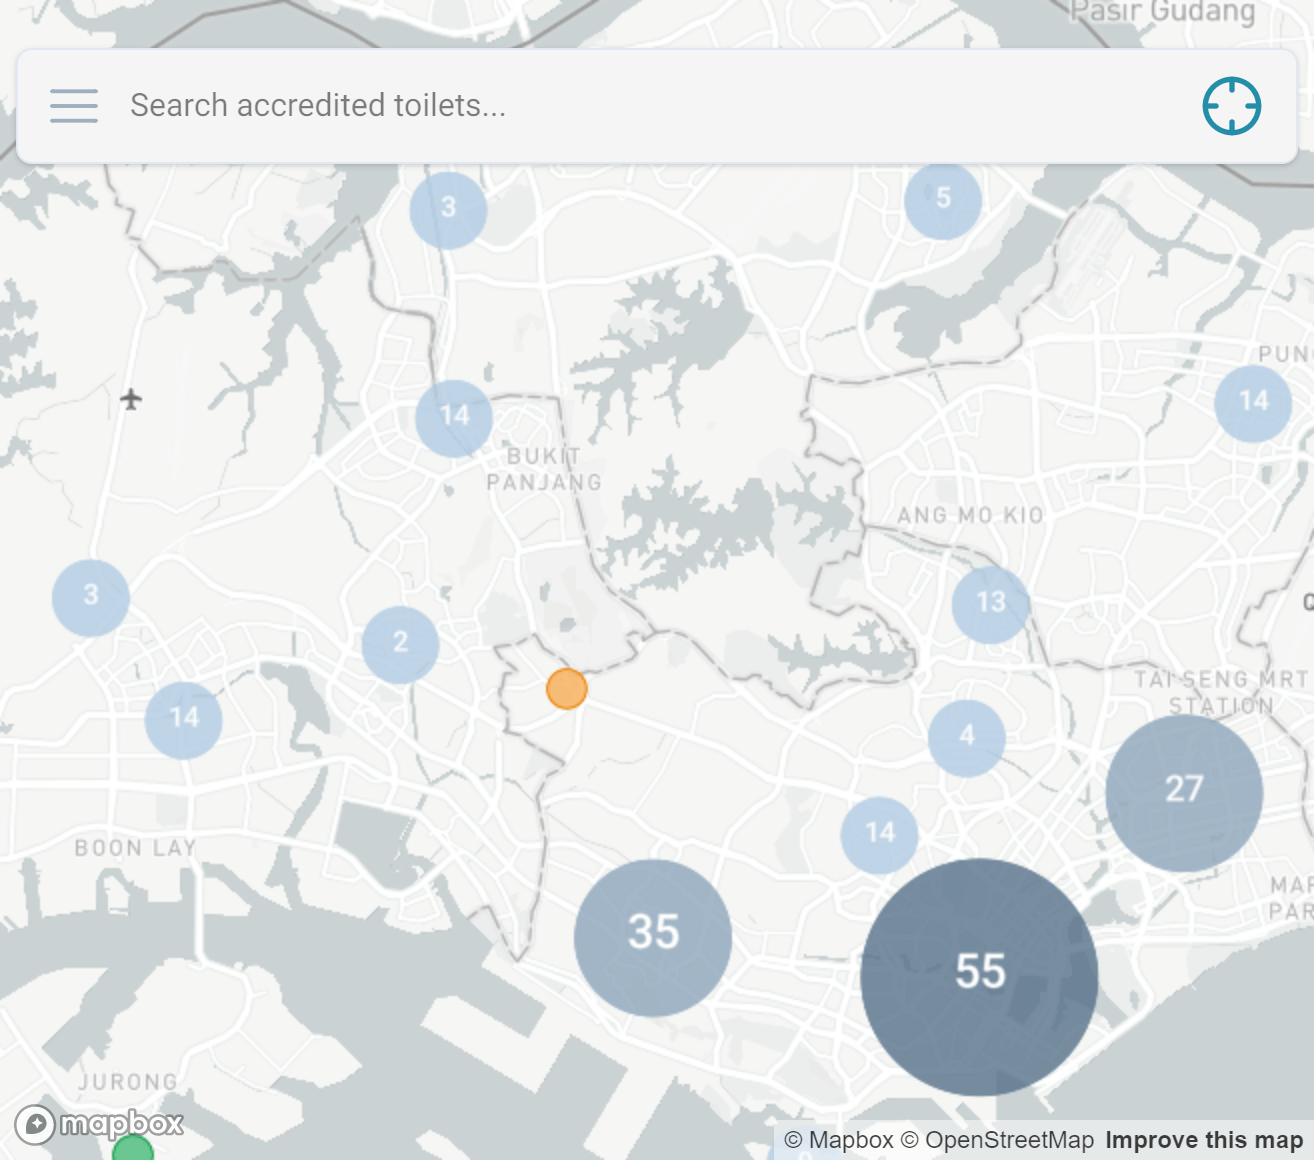 Pasir Gudang
Search accredited toilets...
3
5
14
PUN
14
BUKIT
PANJANG
ANG MO KIO
3
13
2
TAI SENG MRT
STATION
14
4
27
14
BOON LAY
MAR
PAR
35
55
JURONG
mapbox
© Mapbox © OpenStreetMap Improve this map